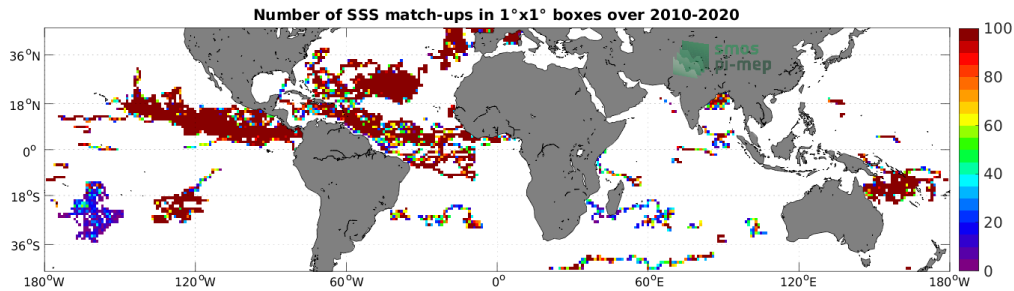 Number of SSS match-ups in 1°x1° boxes over 2010-2020
36°N
18°N
0°
18°S
36°S
180°W
120°W
60°W
0°
60°E
120°E
180°W
100
80
60
40
20
0
smos
pi-mep